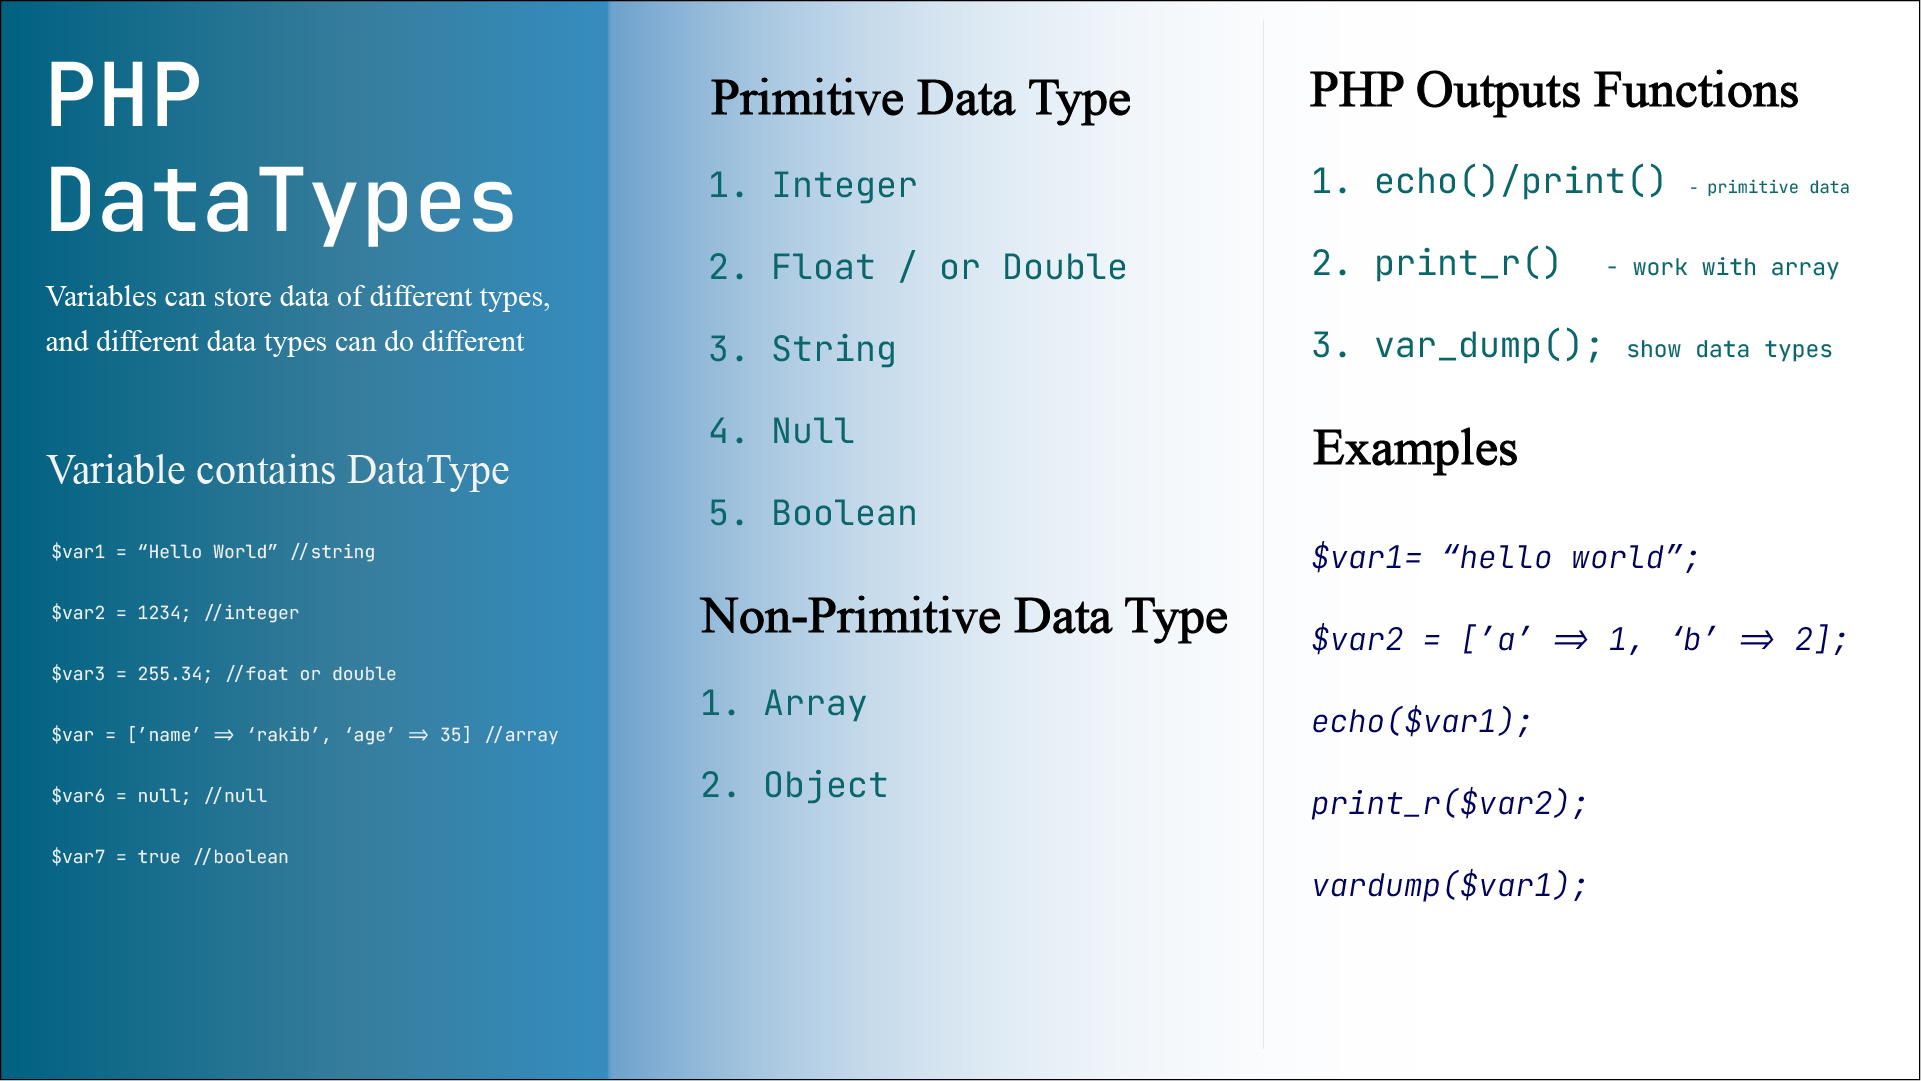 PHP
DataTypes
Variables can store data of different types,
and different data types can do different
Variable contains DataType
$var1 = “Hello World” //string
$var2 = 1234; //integer
$var3 = 255.34; //foat or double
$var = [’name’ => ‘rakib’, ‘age’ => 35] //array
$var6 = null; //null
$var7 = true //boolean
Primitive Data Type
1. Integer
2. Float / or Double
3. String
4. Null
5. Boolean
Non-Primitive Data Type
1. Array
2. Object
PHP Outputs Functions
1. echo()/print() - primitive data
2. print_r() - work with array
3. var_dump(); show data types
Examples
$var1= “hello world”;
$var2 = [’a’ => 1, ‘b’ => 2];
echo($var1);
print_r($var2);
vardump($var1);